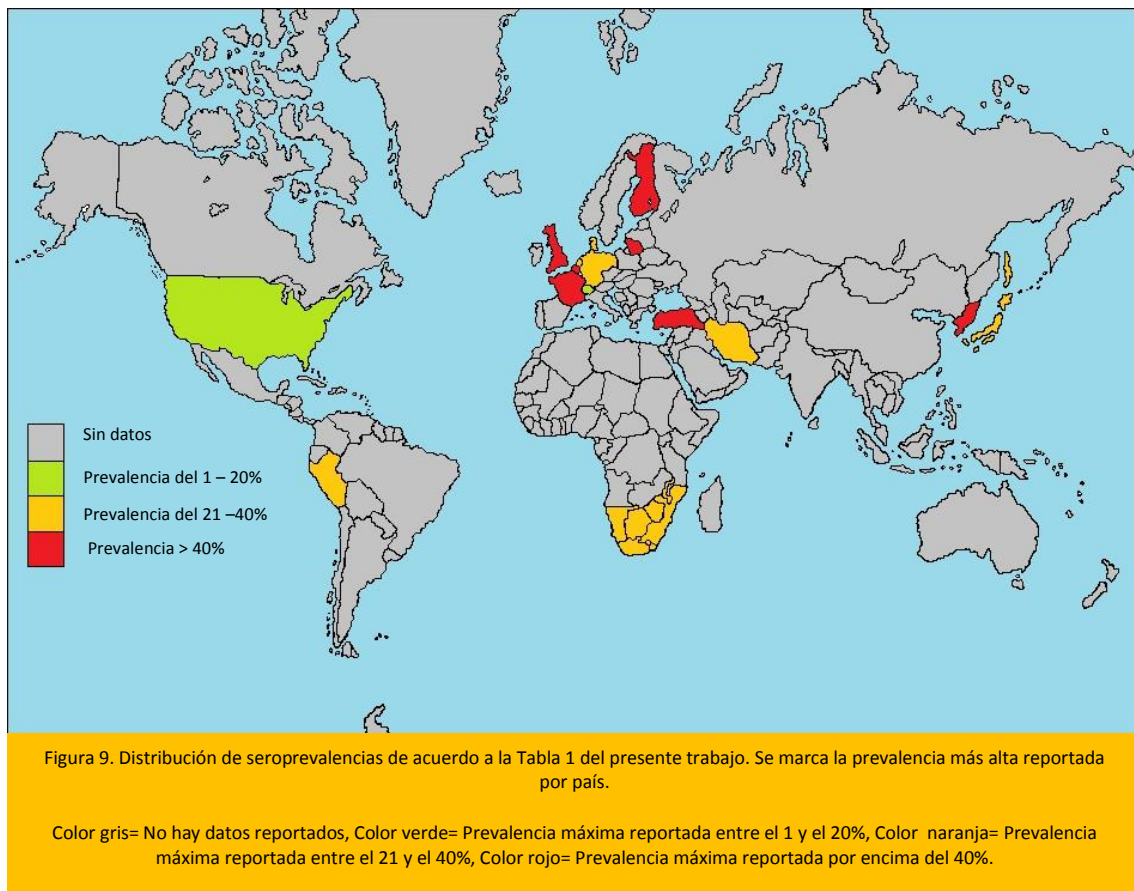 Sin datos
Prevalencia del 1 – 20%
Prevalencia del 21 –40%
Prevalencia > 40%
Figura 9. Distribución de seroprevalencias de acuerdo a la Tabla 1 del presente trabajo. Se marca la prevalencia más alta reportada
por país.
Color gris= No hay datos reportados, Color verde= Prevalencia máxima reportada entre el 1 y el 20%, Color naranja= Prevalencia
máxima reportada entre el 21 y el 40%, Color rojo= Prevalencia máxima reportada por encima del 40%.